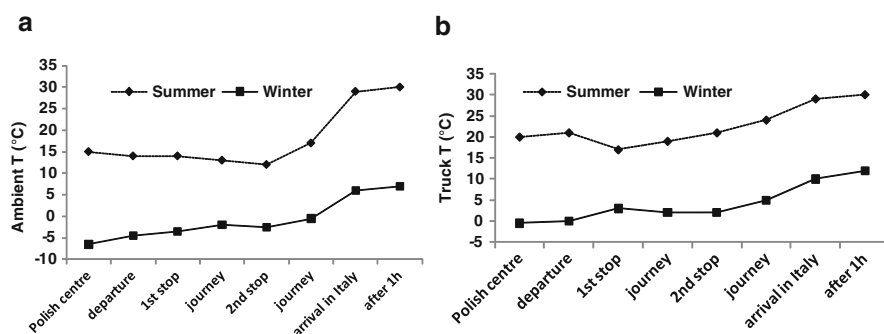 a
Ambient T (°C)
35
30
25
20
15
10
5
0
-5
-10
Summer
Winter
Polish centre
departure
1st stop
journey
2nd stop
journey
arrival in Italy
after 1h
b
Truck T (°C)
35
30
25
20
15
10
5
0
-5
Summer
Winter
Polish centre
departure
1st stop
journey
2nd stop
journey
arrival in Italy
after 1h